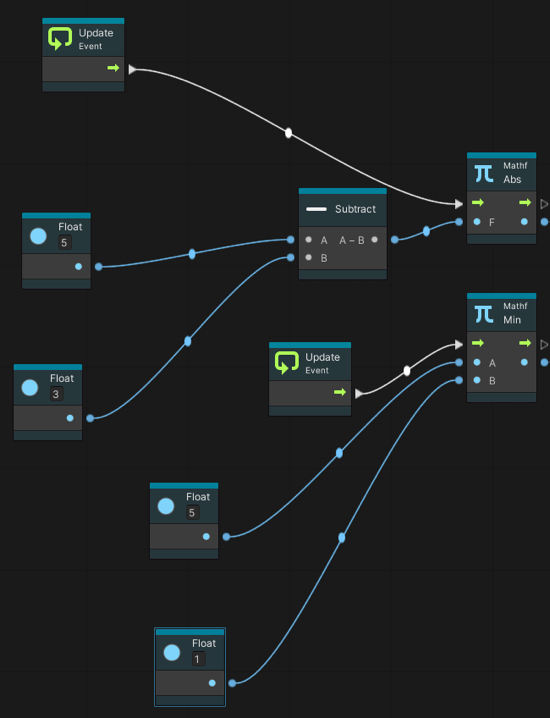 Update
Event
Mathf
Abs
F
Float
5
Subtract
A A – B
B
Mathf
Min
A
B
Update
Event
Float
3
Float
5
Float
1